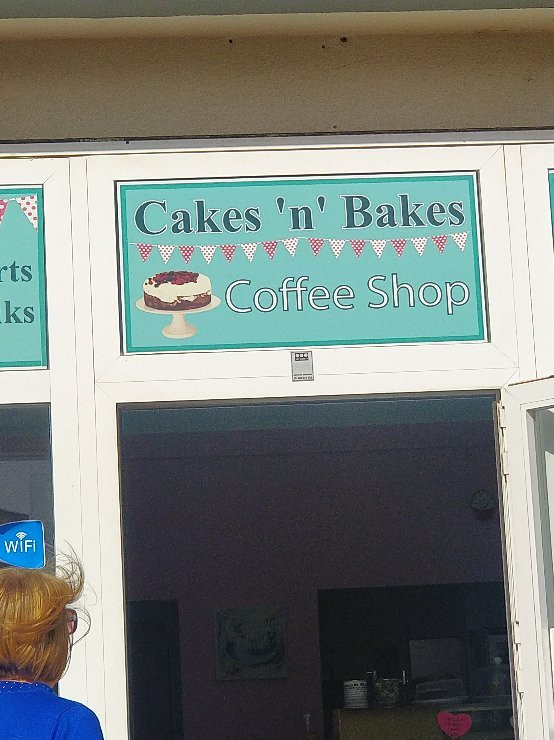 Cakes 'n' Bakes
Coffee Shop
rts
ks
WiFi